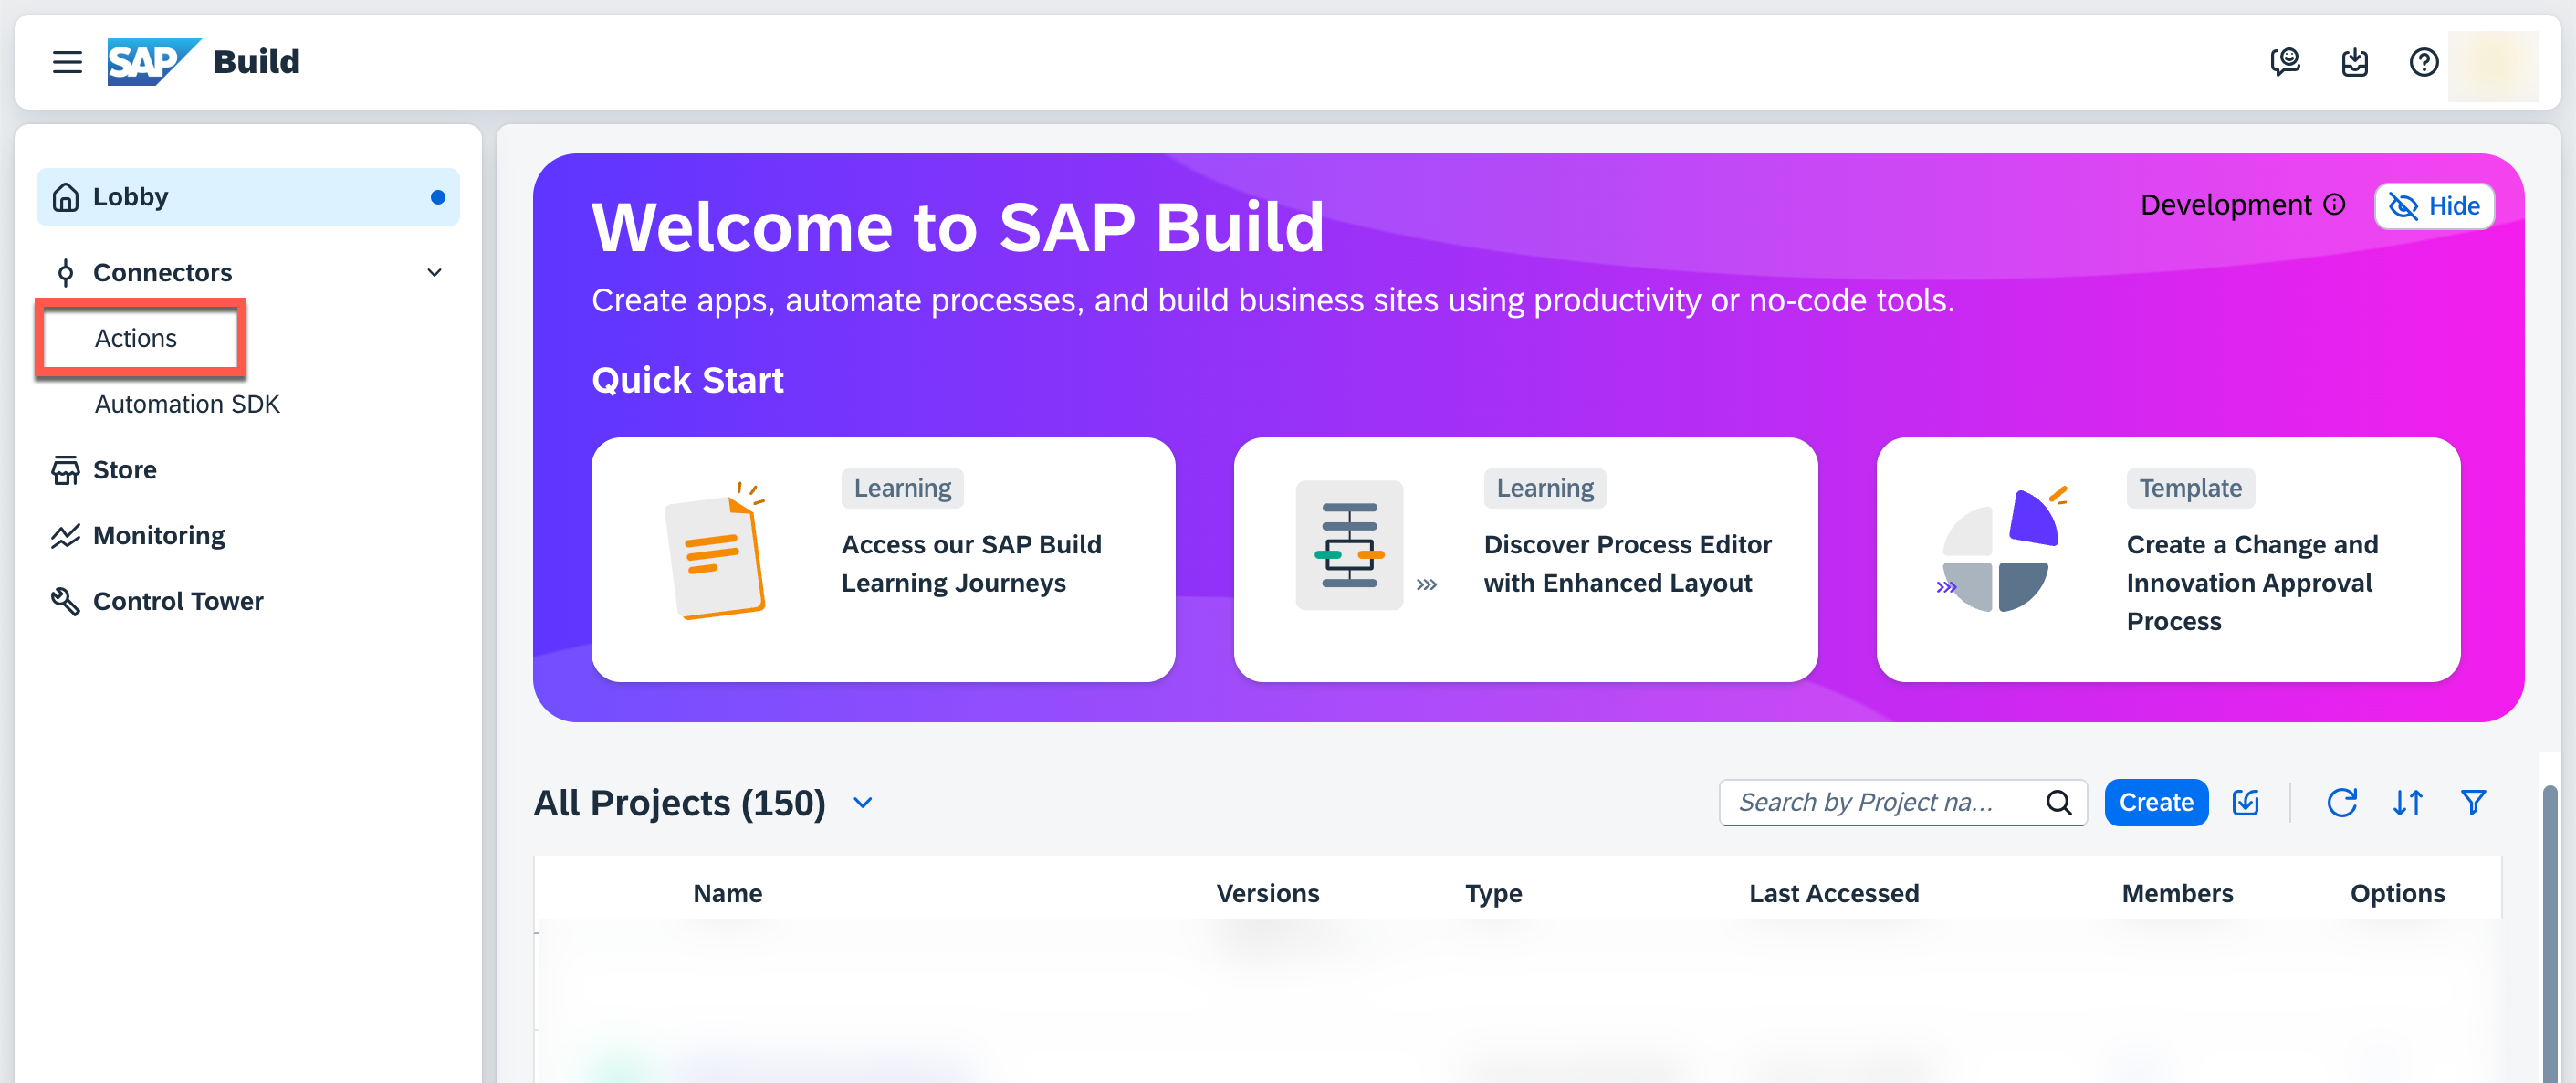 SAP Build
Lobby
Connectors
Actions
Automation SDK
Store
Monitoring
Control Tower
Welcome to SAP Build
Development
Hide
Create apps, automate processes, and build business sites using productivity or no-code tools.
Quick Start
Learning
Access our SAP Build
Learning Journeys
Learning
Discover Process Editor
with Enhanced Layout
Template
Create a Change and
Innovation Approval
Process
All Projects (150)
Search by Project na...
Create
Name
Versions
Type
Last Accessed
Members
Options